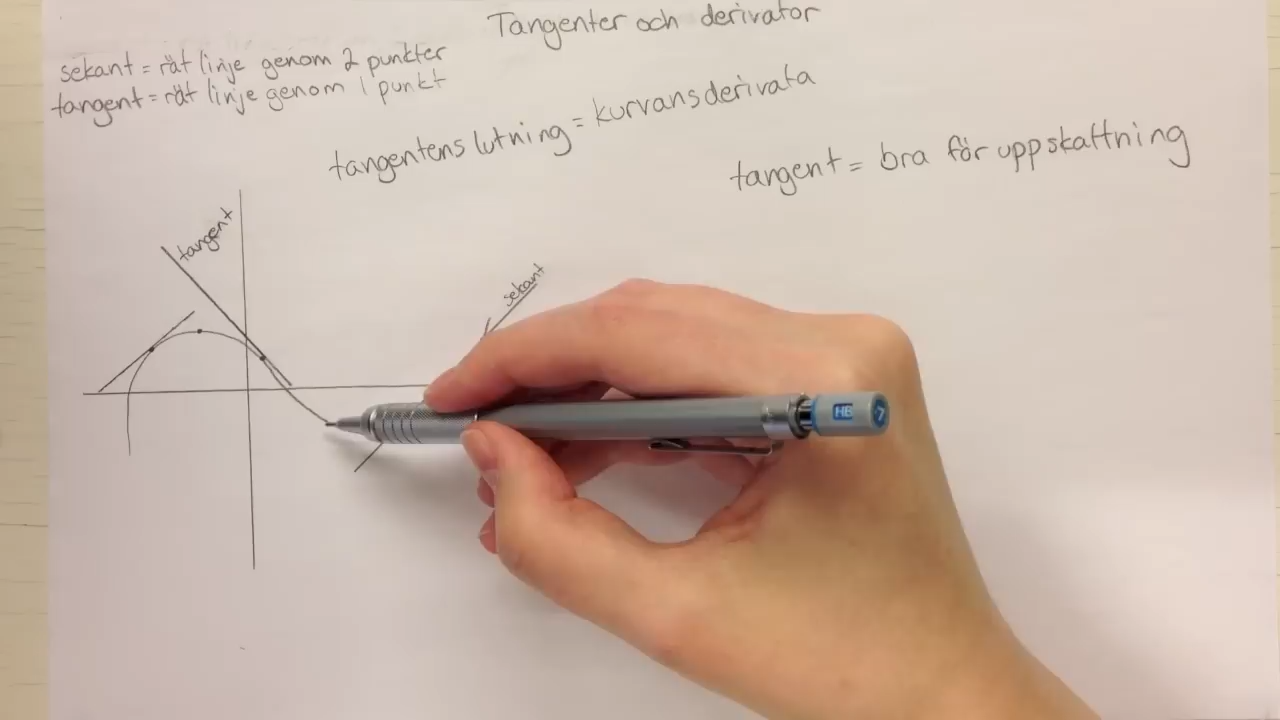 Tangenter och derivator
sekant = rät linje genom 2 punkter
tangent = rät linje genom 1 punkt
tangentens lutning = kurvans derivata
tangent = bra för uppskattning
tangent
sekant
HB
7